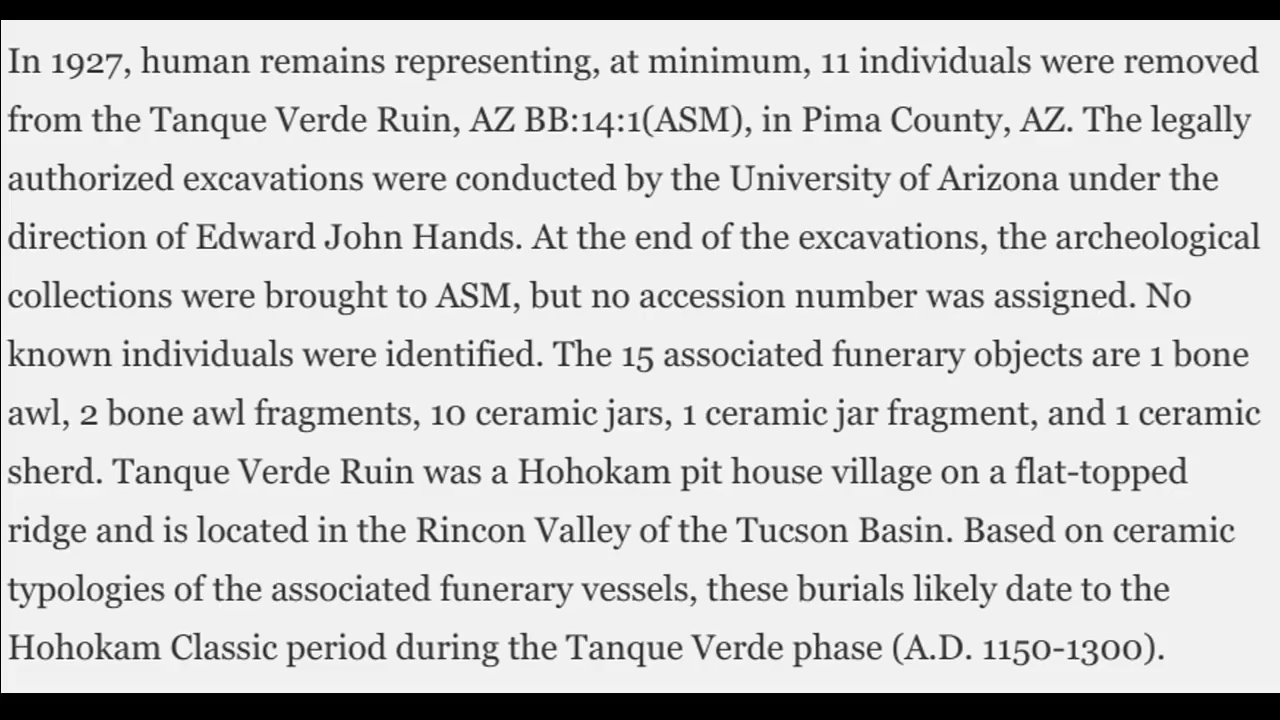 In 1927, human remains representing, at minimum, 11 individuals were removed
from the Tanque Verde Ruin, AZ BB:14:1(ASM), in Pima County, AZ. The legally
authorized excavations were conducted by the University of Arizona under the
direction of Edward John Hands. At the end of the excavations, the archeological
collections were brought to ASM, but no accession number was assigned. No
known individuals were identified. The 15 associated funerary objects are 1 bone
awl, 2 bone awl fragments, 10 ceramic jars, 1 ceramic jar fragment, and 1 ceramic
sherd. Tanque Verde Ruin was a Hohokam pit house village on a flat-topped
ridge and is located in the Rincon Valley of the Tucson Basin. Based on ceramic
typologies of the associated funerary vessels, these burials likely date to the
Hohokam Classic period during the Tanque Verde phase (A.D. 1150-1300).